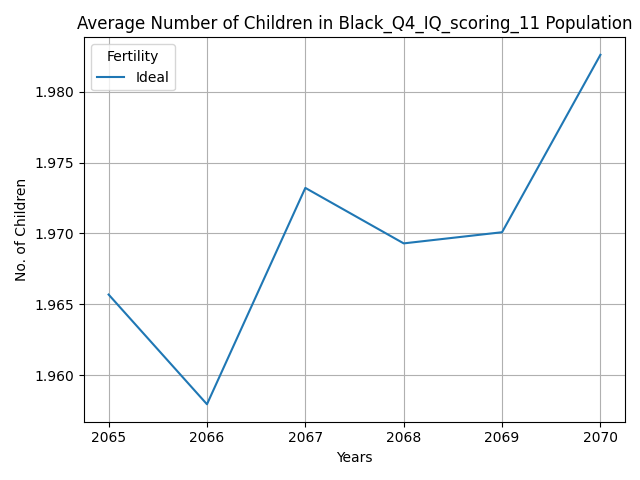 Average Number of Children in Black_Q4_IQ_scoring_11 Population
Fertility
Ideal
1.980
1.975
1.970
1.965
1.960
No. of Children
2065 2066 2067 2068 2069 2070
Years